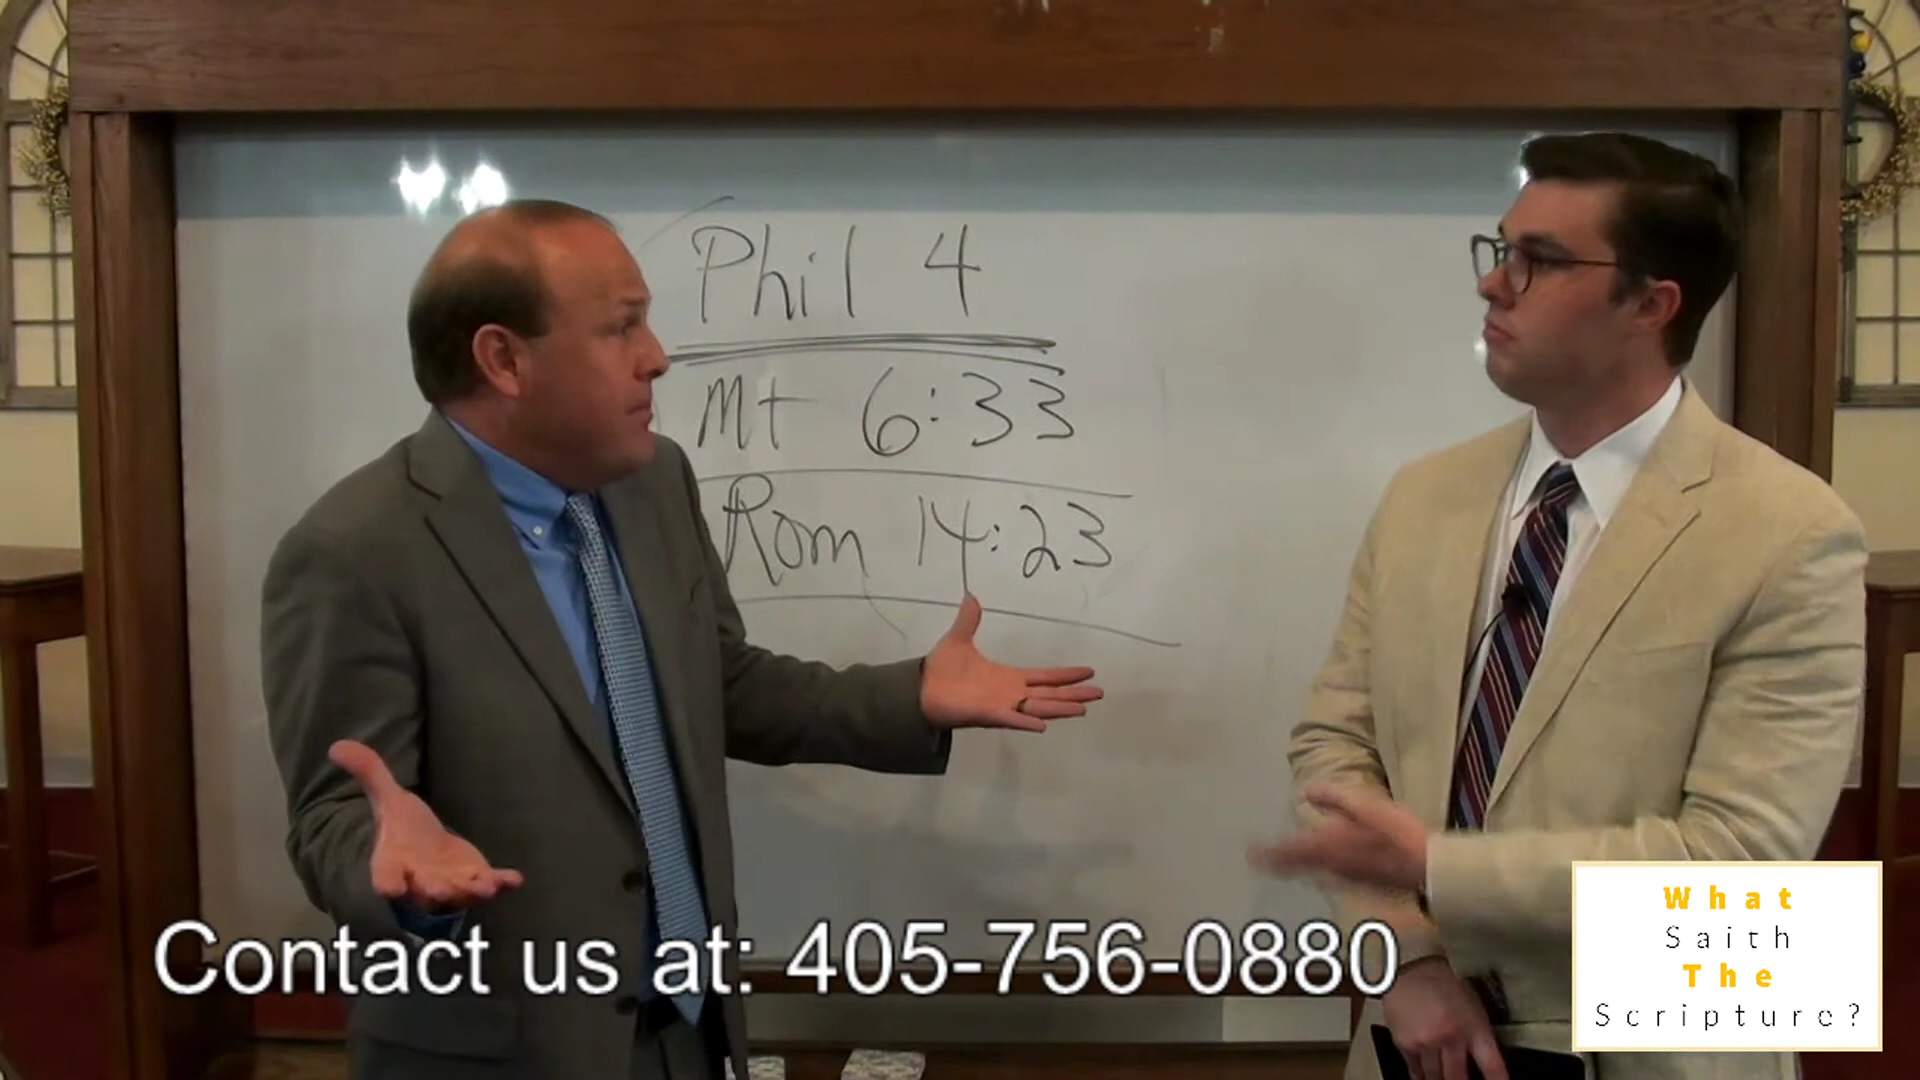 Phil 4
Mt 6:33
Rom 14:23
Contact us at: 405-756-0880
What
Saith
The
Scripture?